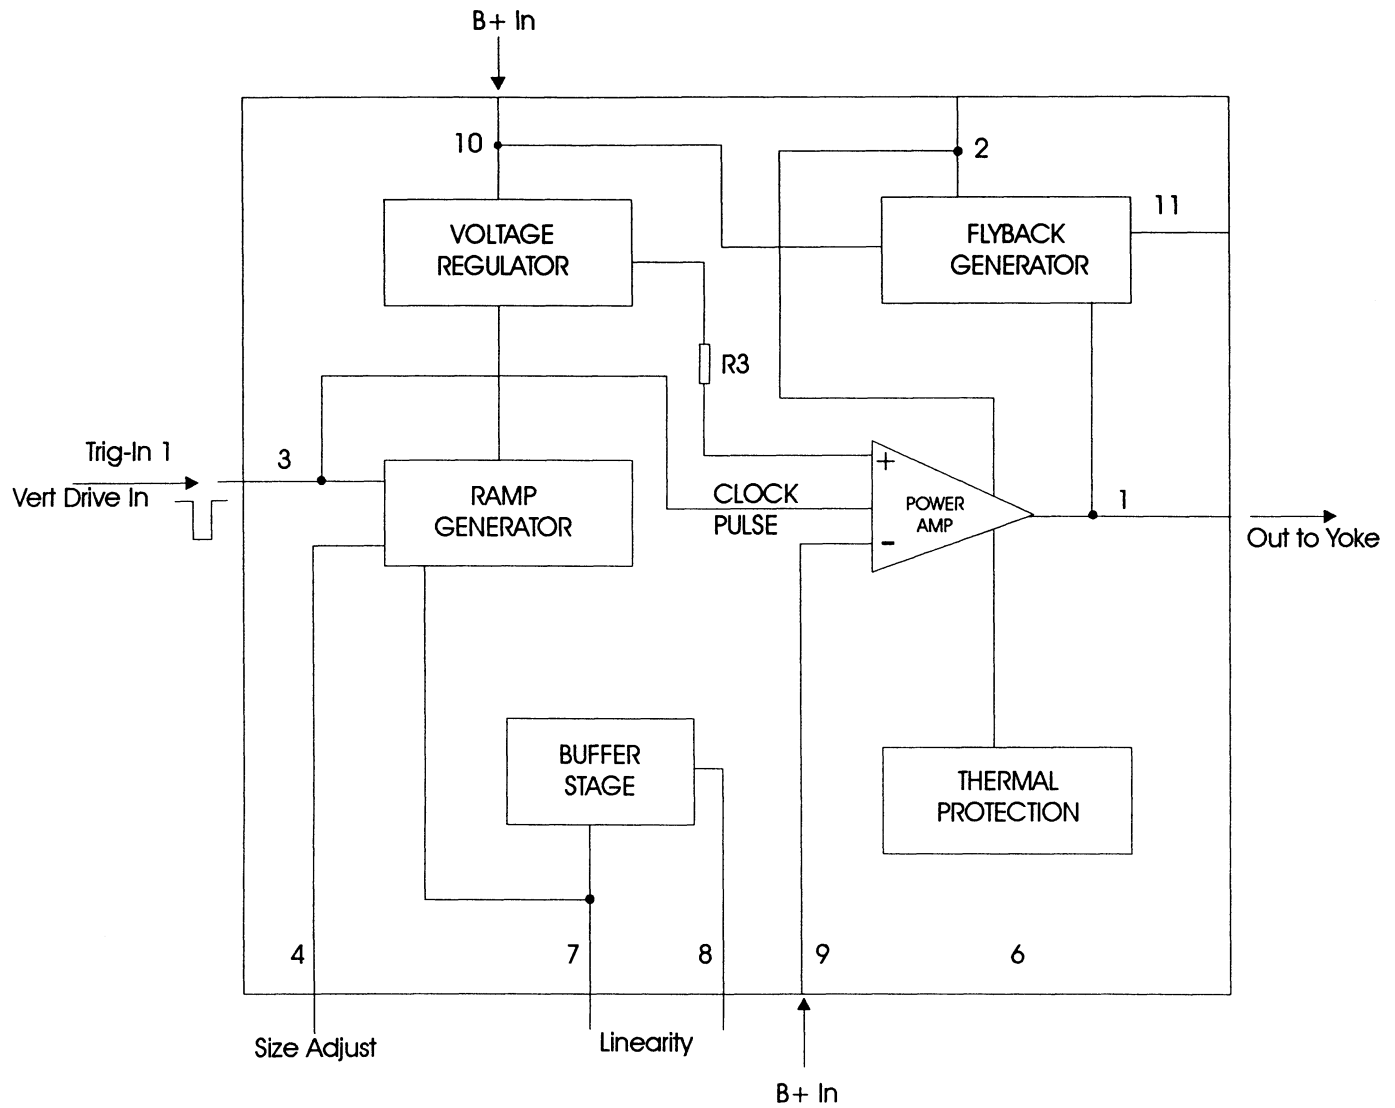 B+ In
10
2
VOLTAGE
REGULATOR
FLYBACK
GENERATOR
11
R3
Trig-In 1
Vert Drive In
3
RAMP
GENERATOR
CLOCK
PULSE
+
POWER
AMP
-
1
Out to Yoke
BUFFER
STAGE
THERMAL
PROTECTION
4
7
8
9
6
Size Adjust
Linearity
B+ In